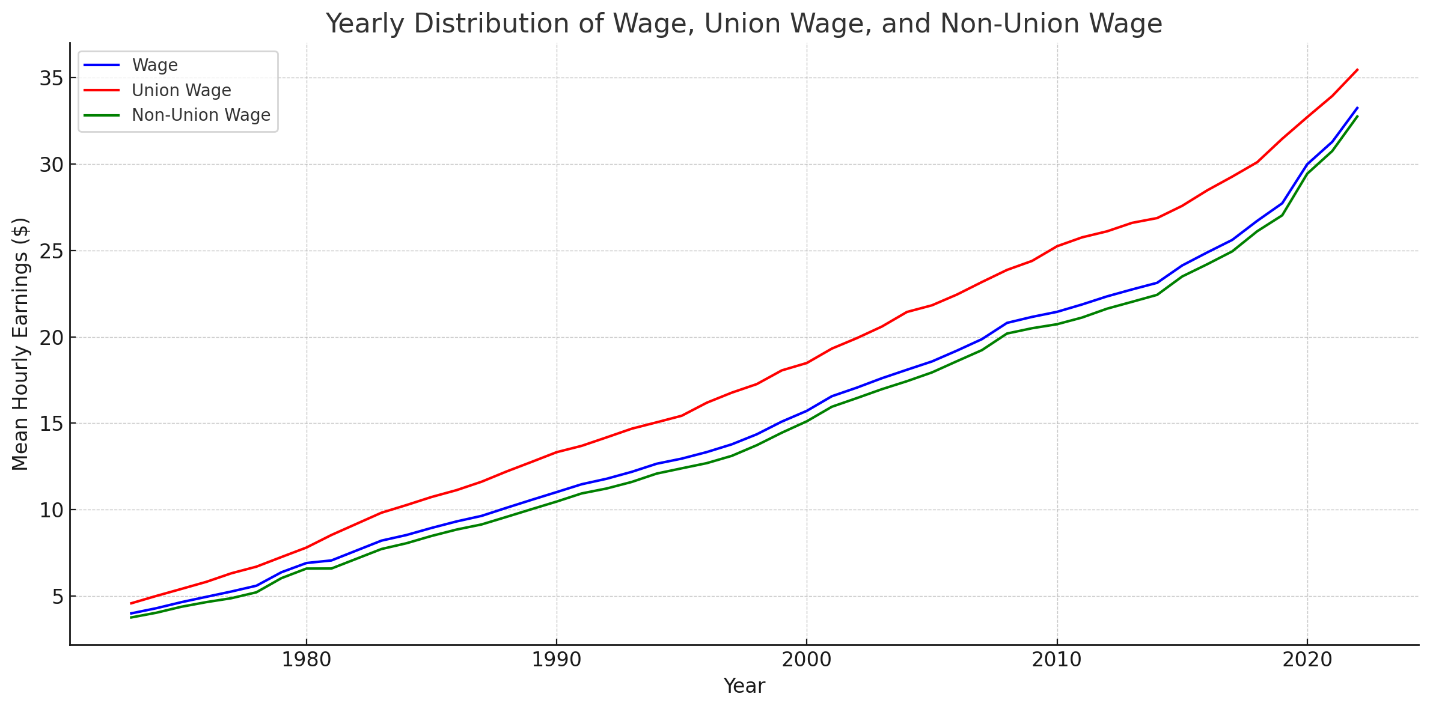 Yearly Distribution of Wage, Union Wage, and Non-Union Wage
Wage
Union Wage
Non-Union Wage
35
30
25
20
15
10
5
Mean Hourly Earnings ($)
1980 1990 2000 2010 2020
Year